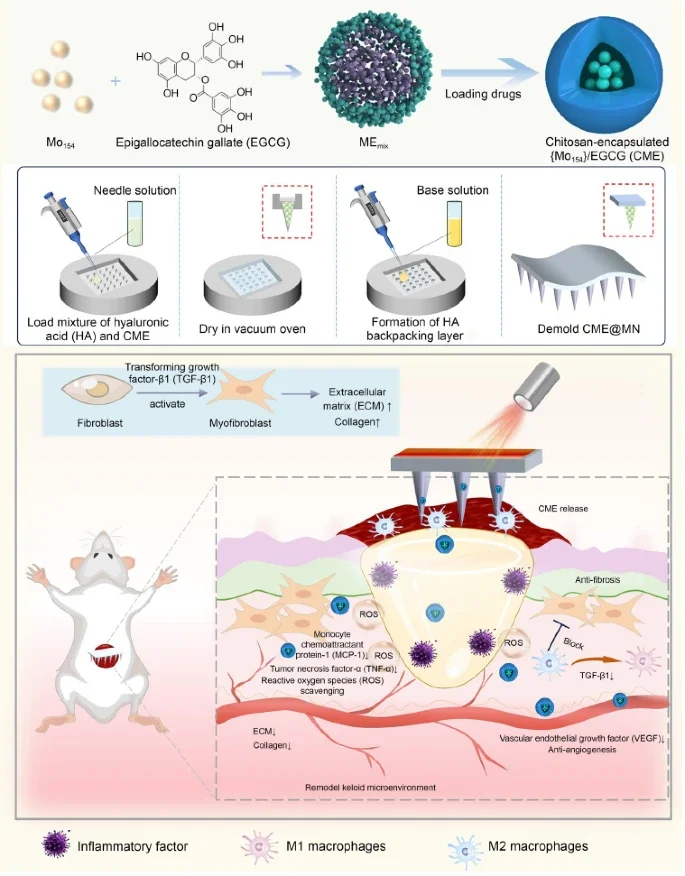 OH
OH
OH
HO
O
OH
O
O
OH
OH
OH
+
Loading drugs
Mo154
Epigallocatechin gallate (EGCG)
MEmix
Chitosan-encapsulated
{Mo154}/EGCG (CME)
Needle solution
Load mixture of hyaluronic
acid (HA) and CME
Dry in vacuum oven
Base solution
Formation of HA
backpacking layer
Demold CME@MN
Transforming growth
factor-β1 (TGF-β1)
activate
Fibroblast
Myofibroblast
Extracellular
matrix (ECM) ↑
Collagen↑
CME release
Anti-fibrosis
ROS
ROS
ROS
Monocyte
chemoattractant
protein-1 (MCP-1)↓
Tumor necrosis factor-α (TNF-α)↓
Reactive oxygen species (ROS)
scavenging
Block
TGF-β1↓
ECM↓
Collagen↓
Vascular endothelial growth factor (VEGF)↓
Anti-angiogenesis
Remodel keloid microenvironment
Inflammatory factor
M1 macrophages
M2 macrophages